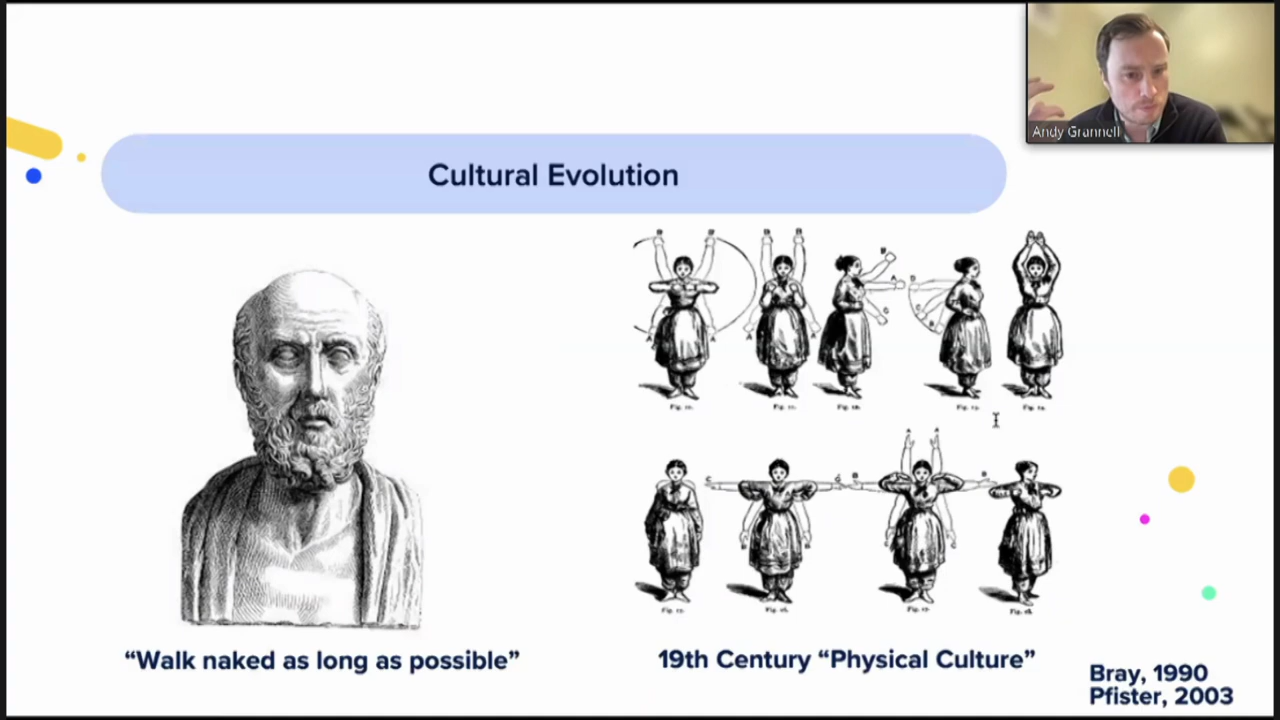 Andy Grannell
Cultural Evolution
“Walk naked as long as possible”
19th Century “Physical Culture”
Bray, 1990
Pfister, 2003